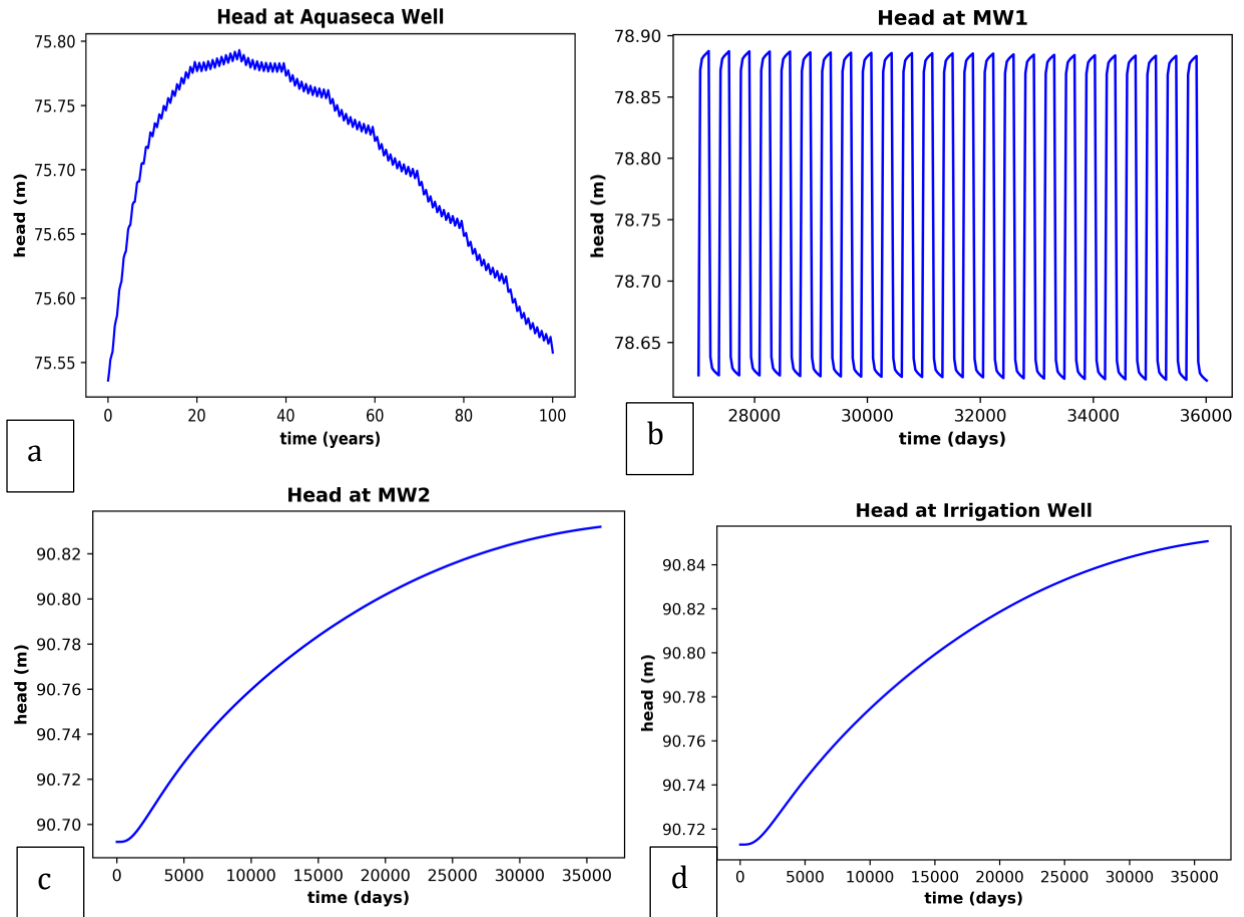 Head at Aquaseca Well
75.80
75.75
75.70
75.65
75.60
75.55
head (m)
0 20 40 60 80 100
time (years)
a
Head at MW1
78.90
78.85
78.80
78.75
78.70
78.65
head (m)
28000 30000 32000 34000 36000
time (days)
b
Head at MW2
90.82
90.80
90.78
90.76
90.74
90.72
90.70
head (m)
0 5000 10000 15000 20000 25000 30000 35000
time (days)
c
Head at Irrigation Well
90.84
90.82
90.80
90.78
90.76
90.74
90.72
head (m)
0 5000 10000 15000 20000 25000 30000 35000
time (days)
d